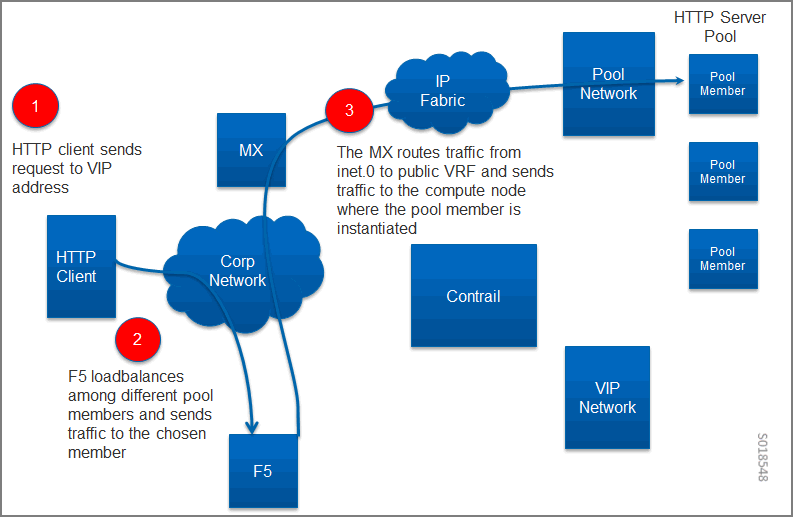 HTTP Server
Pool
1
HTTP client sends
request to VIP
address
MX
3
IP
Fabric
Pool
Network
Pool
Member
The MX routes traffic from
inet.0 to public VRF and sends
traffic to the compute node
where the pool member is
instantiated
Pool
Member
HTTP
Client
Corp
Network
Pool
Member
Contrail
2
F5 loadbalances
among different pool
members and sends
traffic to the chosen
member
VIP
Network
F5
S018548